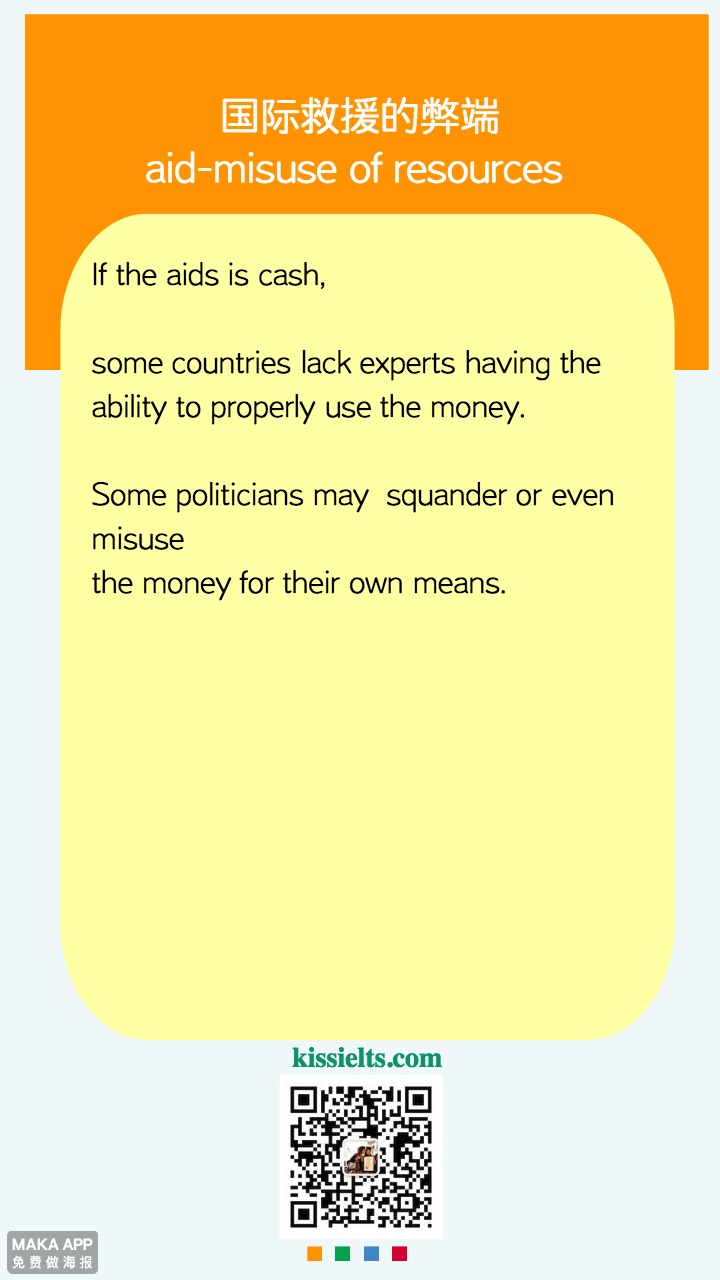 国际救援的弊端
aid-misuse of resources
If the aids is cash,
some countries lack experts having the
ability to properly use the money.
Some politicians may  squander or even
misuse
the money for their own means.
kissielts.com
MAKA APP
免费做海报